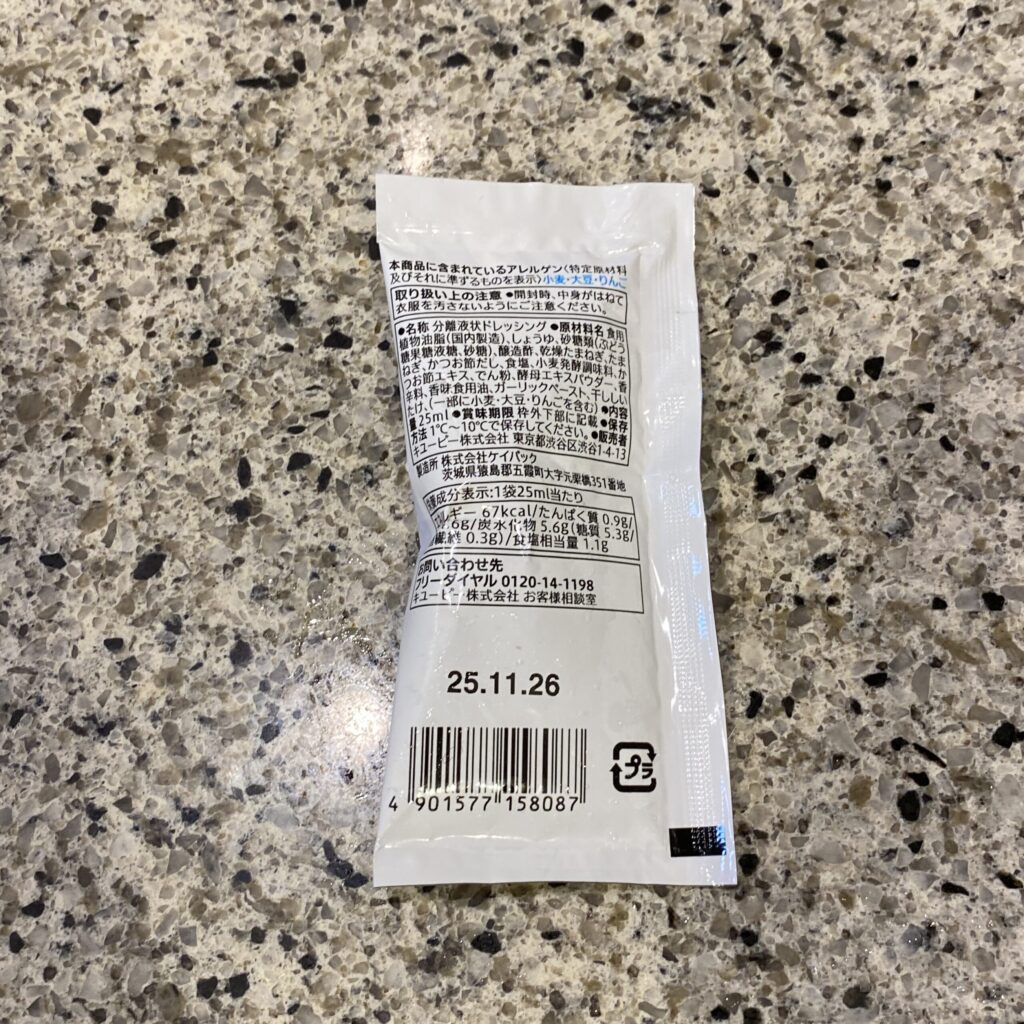 本商品に含まれているアレルゲン(特定原材料
及びそれに準ずるものを表示)小麦・大豆・りんご
取り扱い上の注意 ●開封時、中身がはねて
衣服を汚さないようにご注意ください。
●名称 分離液状ドレッシング ●原材料名 食用
植物油脂(国内製造)、しょうゆ、砂糖類(ぶどう
糖果糖液糖、砂糖)、醸造酢、乾燥たまねぎ、たま
ねぎ、かつお節だし、食塩、小麦発酵調味料、か
つお節エキス、でん粉、酵母エキスパウダー、香
辛料、香味食用油、ガーリックペースト、干ししい
たけ、(一部に小麦・大豆・りんごを含む) ●内容
量 25ml ●賞味期限 枠外下部に記載 ●保存
方法 1℃～10℃で保存してください。●販売者
キユーピー株式会社 東京都渋谷区渋谷1-4-13
製造所 株式会社ケイパック
茨城県猿島郡五霞町大字元栗橋351番地
成分表示:1袋25ml当たり
ルギー 67kcal/たんぱく質 0.9g/
.6g/炭水化物 5.6g(糖質 5.3g/
繊維 0.3g)/食塩相当量 1.1g
お問い合わせ先
フリーダイヤル 0120-14-1198
キユーピー株式会社 お客様相談室
25.11.26
4 901577 158087
プラ